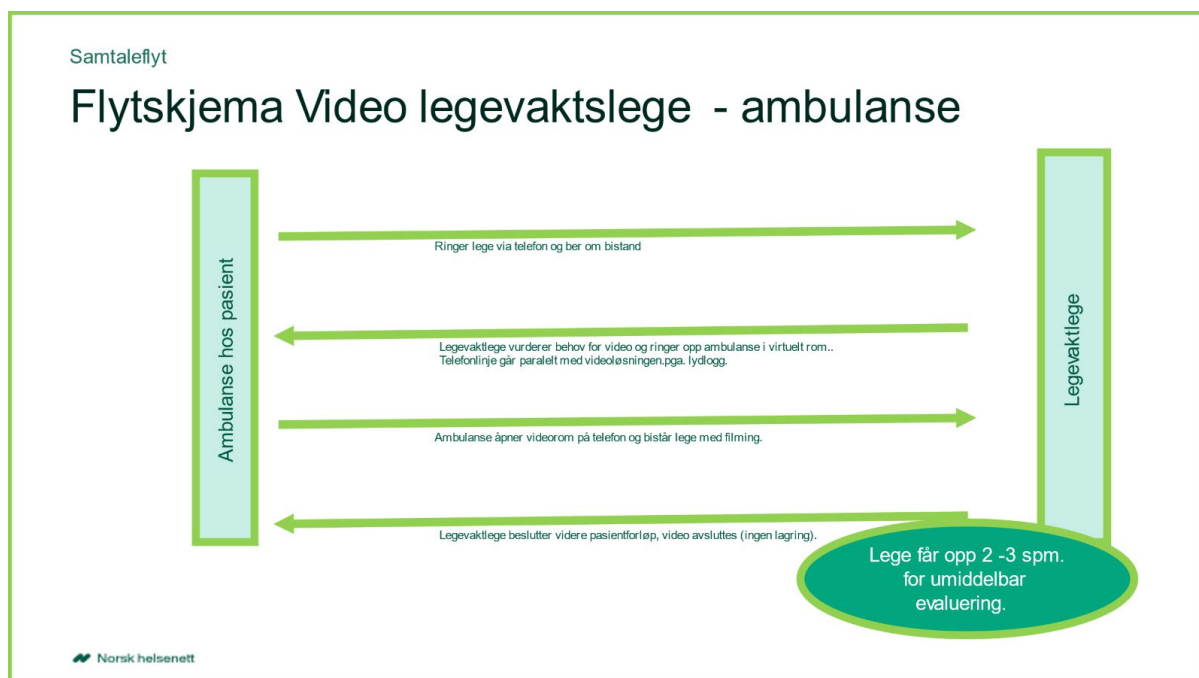 Samtaleflyt
Flytskjema Video legevaktslege - ambulanse
Ambulanse hos pasient
Ringer lege via telefon og ber om bistand
Legevaktlege vurderer behov for video og ringer opp ambulanse i virtuelt rom..
Telefonlinje går paralelt med videoløsningen.pga. lydlogg.
Ambulanse åpner videorom på telefon og bistår lege med filming.
Legevaktlege beslutter videre pasientforløp, video avsluttes (ingen lagring).
Legevaktlege
Lege får opp 2 -3 spm.
for umiddelbar
evaluering.
Norsk helsenett